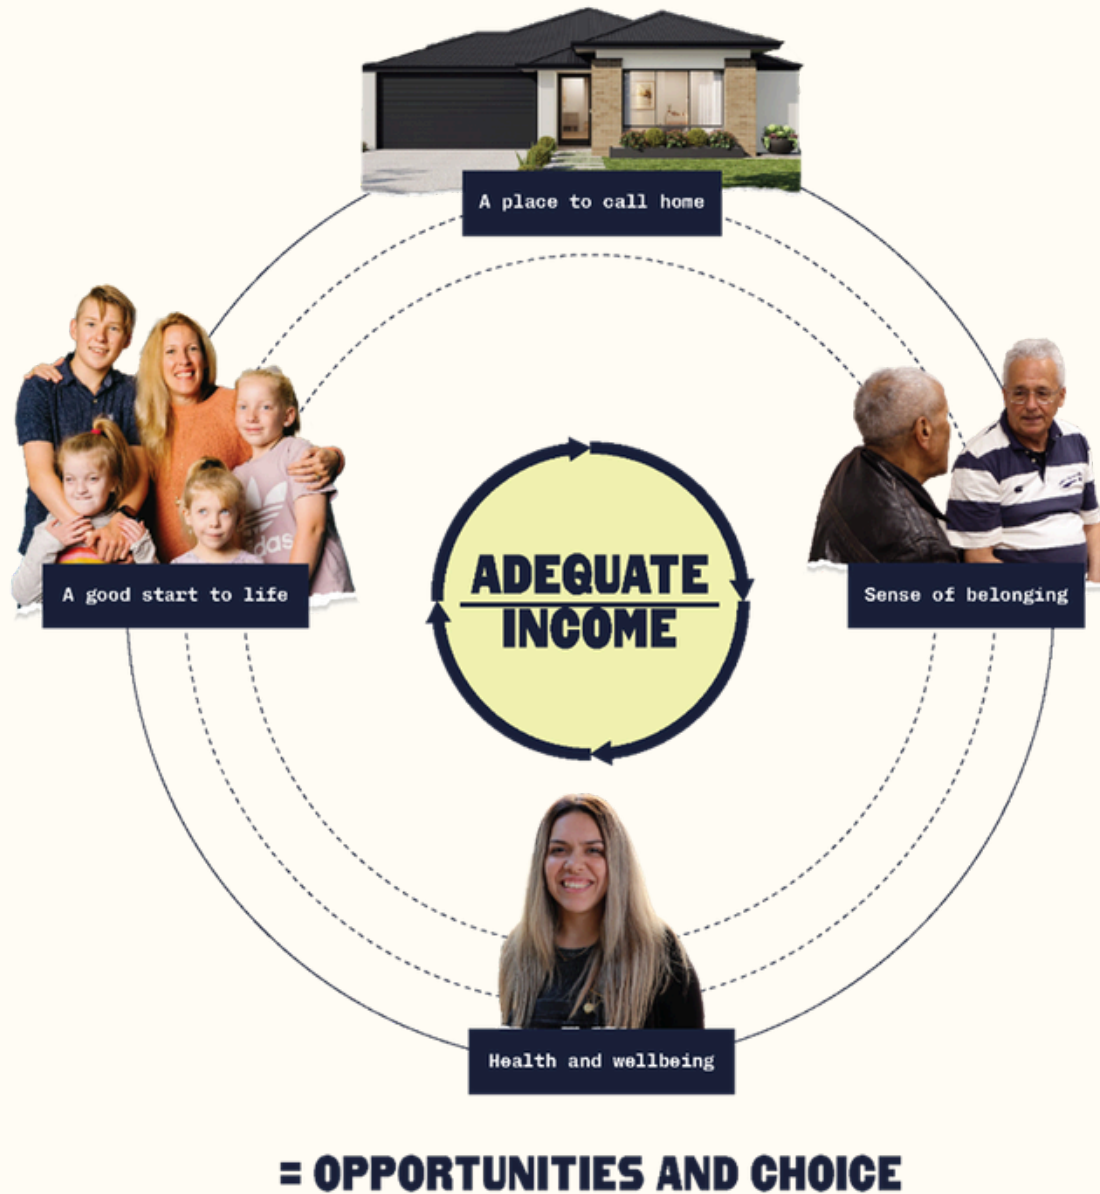 A place to call home
A good start to life
Sense of belonging
ADEQUATE
INCOME
Health and wellbeing
= OPPORTUNITIES AND CHOICE